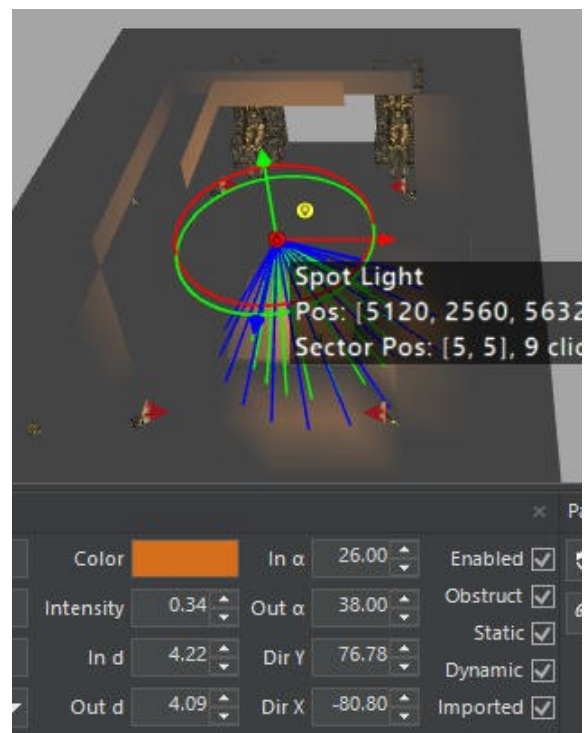 Spot Light
Pos: [5120, 2560, 5632
Sector Pos: [5, 5], 9 clic
Color In α 26.00 Enabled
Intensity 0.34 Out α 38.00 Obstruct
Static
In d 4.22 Dir Y 76.78
Dynamic
Out d 4.09 Dir X -80.80 Imported
× Pa